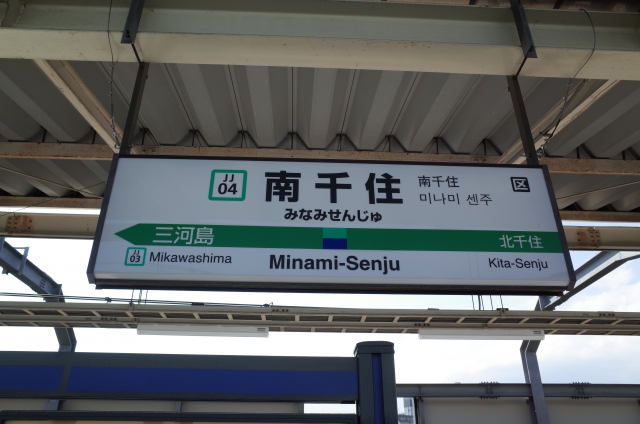 JJ
04
南千住
みなみせんじゅ
南千住
미나미 센주
区
三河島
北千住
JJ
03
Mikawashima
Minami-Senju
Kita-Senju